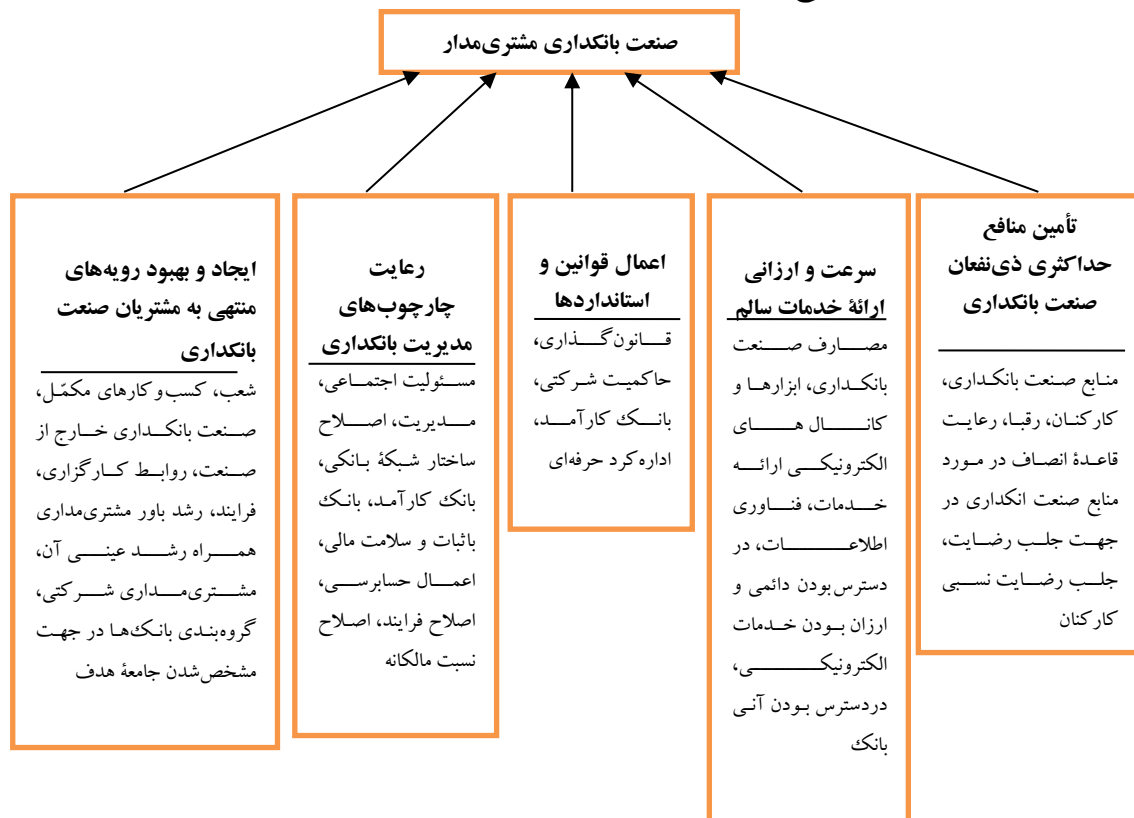 صنعت بانکداری مشتری‌مدار
تأمین منافع
حداکثری ذی‌نفعان
صنعت بانکداری
منابع صنعت بانکداری،
کارکنان، رقبا، رعایت
قاعدۀ انصاف در مورد
منابع صنعت انکداری در
جهت جلب رضایت،
جلب رضایت نسبی
کارکنان
سرعت و ارزانی
ارائۀ خدمات سالم
مصارف صنعت
بانکداری، ابزارها و
کانال های
الکترونیکی ارائه
خدمات، فناوری
اطلاعات، در
دسترس‌بودن دائمی و
ارزان بودن خدمات
الکترونیکی،
دردسترس بودن آنی
بانک
اعمال قوانین و
استانداردها
قانون‌گذاری،
حاکمیت شرکتی،
بانک کارآمد،
اداره‌کرد حرفه‌ای
رعایت
چارچوب‌های
مدیریت بانکداری
مسئولیت اجتماعی،
مدیریت، اصلاح
ساختار شبکۀ بانکی،
بانک کارآمد، بانک
باثبات و سلامت مالی،
اعمال حسابرسی،
اصلاح فرایند، اصلاح
نسبت مالکانه
ایجاد و بهبود رویه‌های
منتهی به مشتریان صنعت
بانکداری
شعب، کسب‌وکارهای مکمّل،
صنعت بانکداری خارج از
صنعت، روابط کارگزاری،
فرایند، رشد باور مشتری‌مداری
همراه رشد عینی آن،
مشتری‌مداری شرکتی،
گروه‌بندی بانک‌ها در جهت
مشخص‌شدن جامعۀ هدف